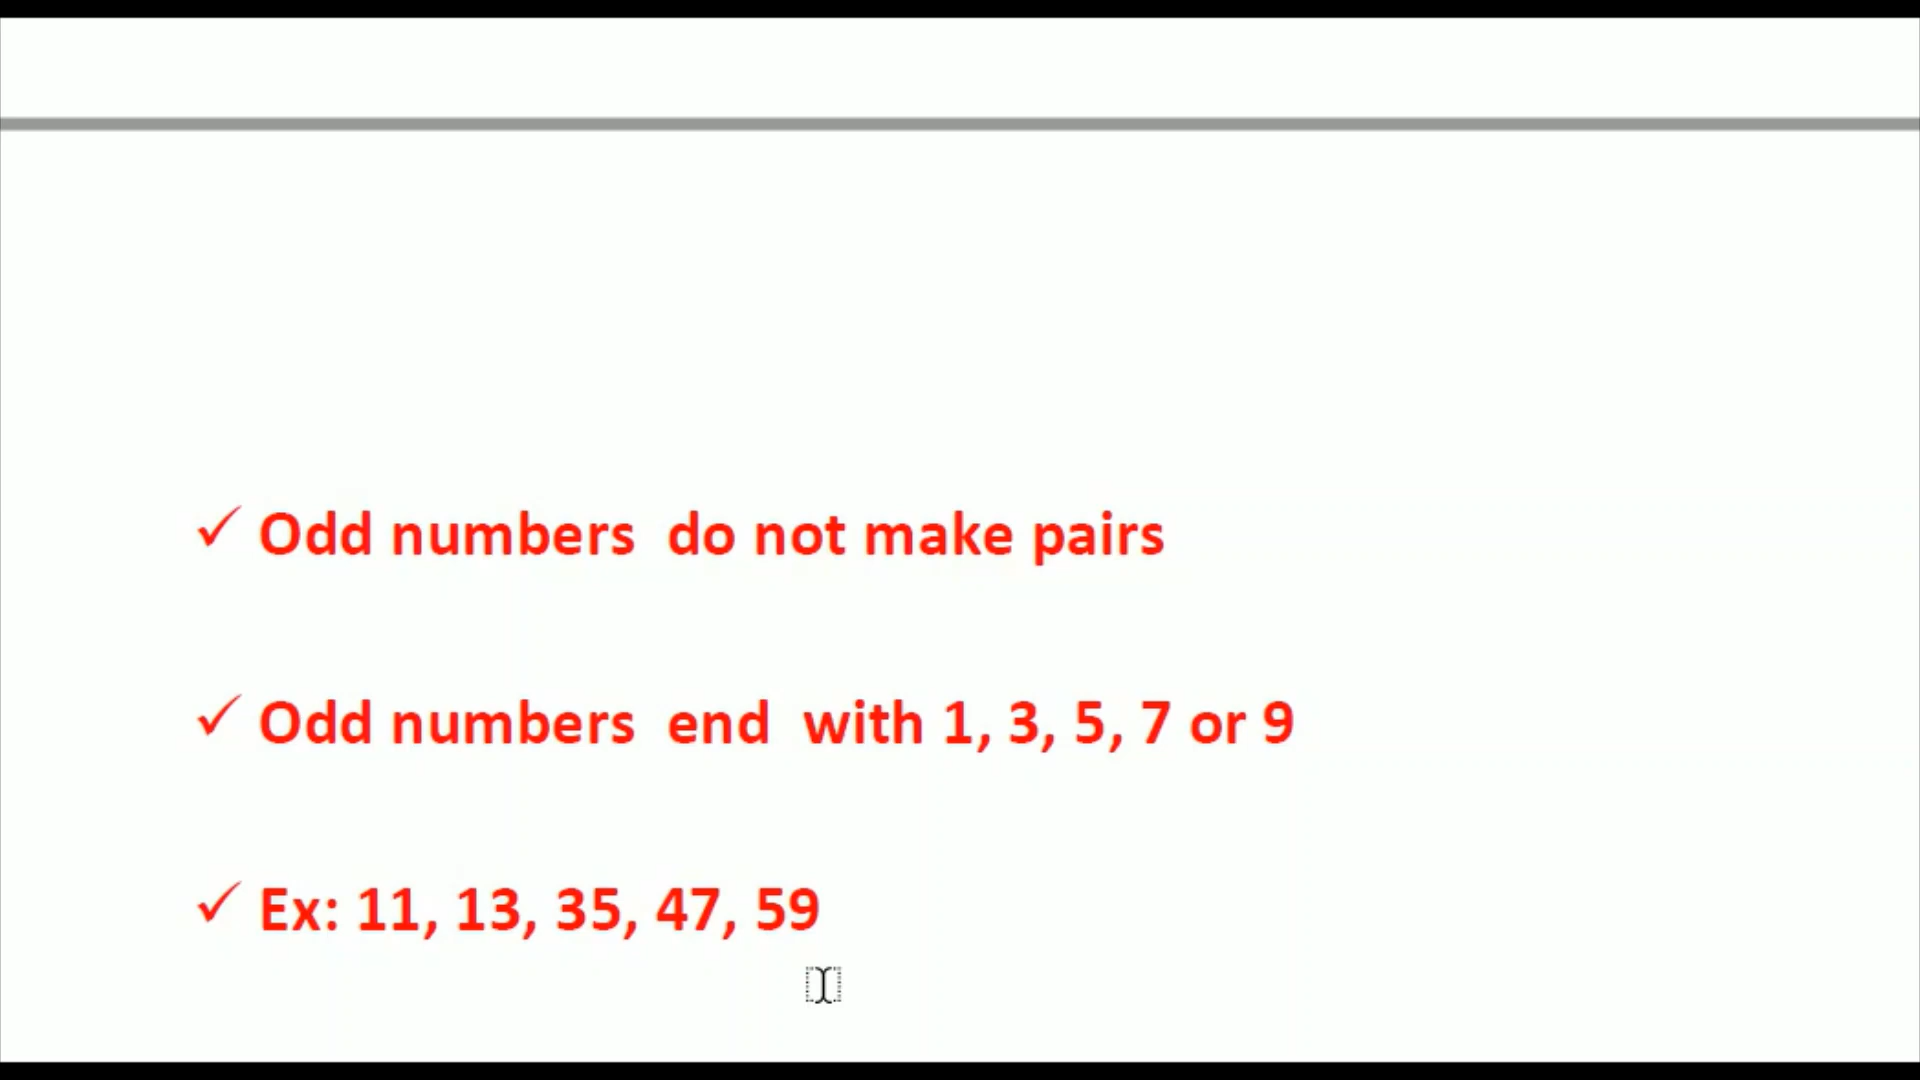 ✓ Odd numbers do not make pairs
✓ Odd numbers end with 1, 3, 5, 7 or 9
✓ Ex: 11, 13, 35, 47, 59